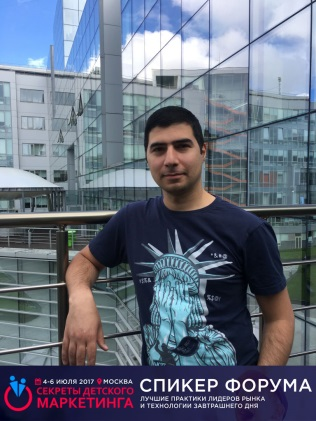 4-6 ИЮЛЯ 2017 МОСКВА
СЕКРЕТЫ ДЕТСКОГО
МАРКЕТИНГА
СПИКЕР ФОРУМА
ЛУЧШИЕ ПРАКТИКИ ЛИДЕРОВ РЫНКА
И ТЕХНОЛОГИИ ЗАВТРАШНЕГО ДНЯ